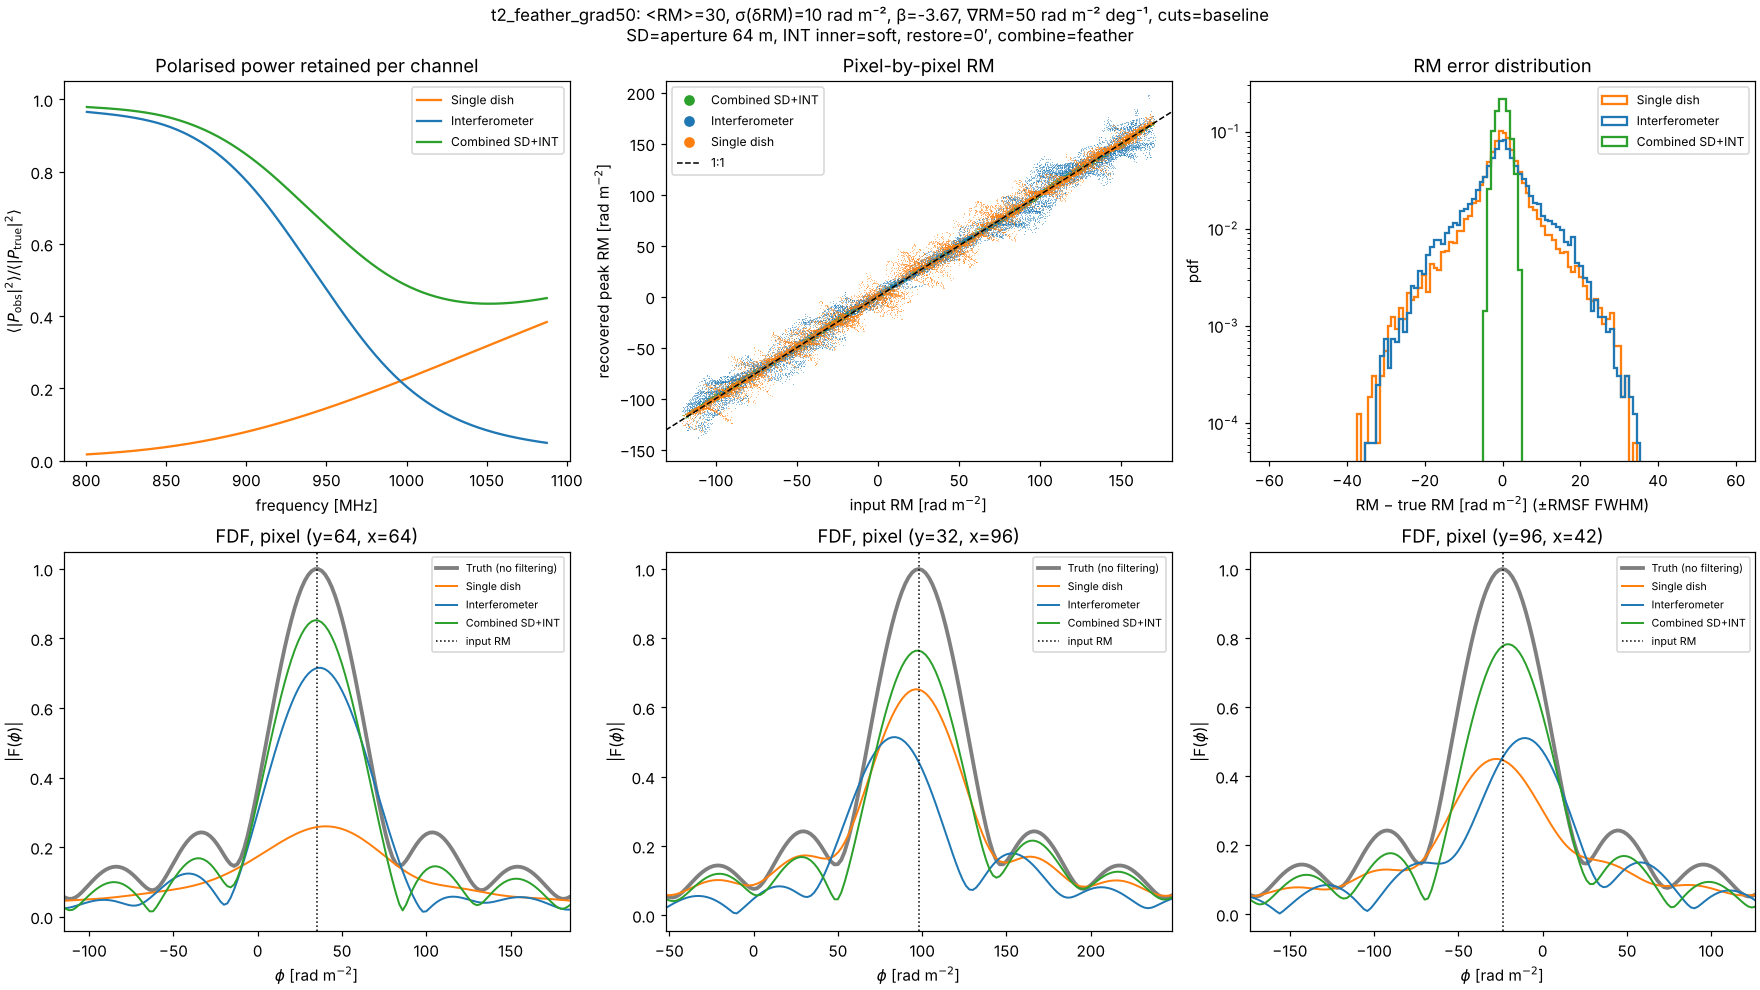 t2_feather_grad50: <RM>=30, σ(δRM)=10 rad m⁻², β=-3.67, ∇RM=50 rad m⁻² deg⁻¹, cuts=baseline
SD=aperture 64 m, INT inner=soft, restore=0′, combine=feather
Polarised power retained per channel
⟨|P_obs|²⟩/⟨|P_true|²⟩
1.0
0.8
0.6
0.4
0.2
0.0
Single dish
Interferometer
Combined SD+INT
800
850
900
950
1000
1050
1100
frequency [MHz]
Pixel-by-pixel RM
recovered peak RM [rad m⁻²]
200
150
100
50
0
−50
−100
−150
Combined SD+INT
Interferometer
Single dish
1:1
−100
−50
0
50
100
150
input RM [rad m⁻²]
RM error distribution
pdf
10⁻¹
10⁻²
10⁻³
10⁻⁴
Single dish
Interferometer
Combined SD+INT
−60
−40
−20
0
20
40
60
RM − true RM [rad m⁻²] (±RMSF FWHM)
FDF, pixel (y=64, x=64)
|F(ϕ)|
1.0
0.8
0.6
0.4
0.2
0.0
Truth (no filtering)
Single dish
Interferometer
Combined SD+INT
input RM
−100
−50
0
50
100
150
ϕ [rad m⁻²]
FDF, pixel (y=32, x=96)
|F(ϕ)|
1.0
0.8
0.6
0.4
0.2
0.0
Truth (no filtering)
Single dish
Interferometer
Combined SD+INT
input RM
−50
0
50
100
150
200
ϕ [rad m⁻²]
FDF, pixel (y=96, x=42)
|F(ϕ)|
1.0
0.8
0.6
0.4
0.2
0.0
Truth (no filtering)
Single dish
Interferometer
Combined SD+INT
input RM
−150
−100
−50
0
50
100
ϕ [rad m⁻²]